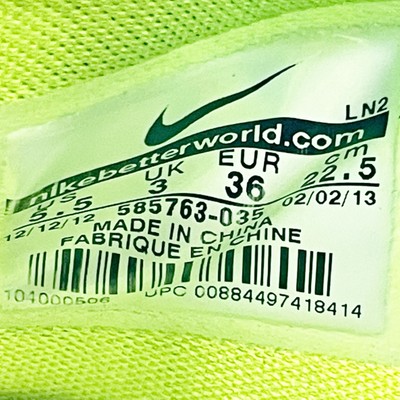 LN2
nikebetterworld.com
US UK EUR cm
5.5 3 36 22.5
12/12/12 585763-035 02/02/13
MADE IN CHINA
FABRIQUE EN CHINE
104000506 UPC 00884497418414